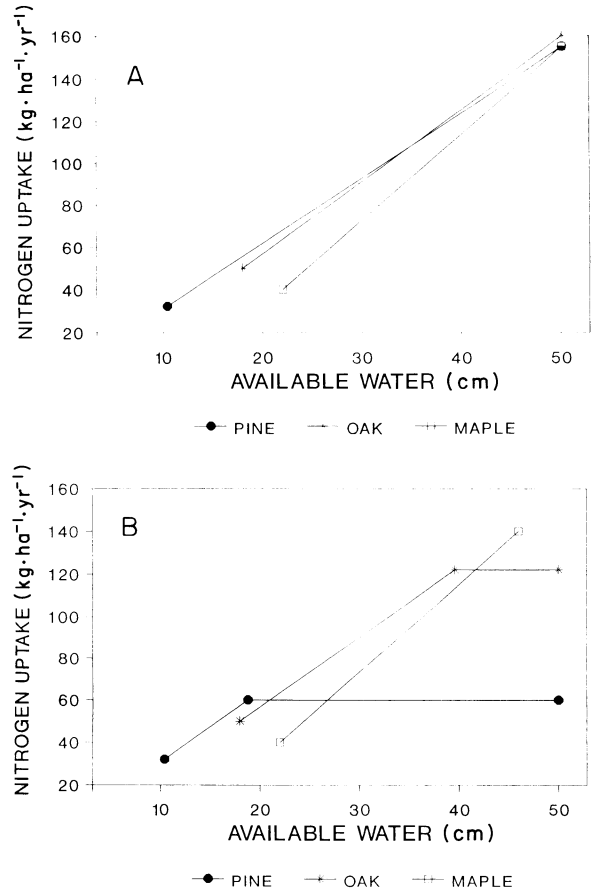 NITROGEN UPTAKE (kg·ha⁻¹·yr⁻¹)
160
140
120
100
80
60
40
20
A
10 20 30 40 50
AVAILABLE WATER (cm)
PINE OAK MAPLE
NITROGEN UPTAKE (kg·ha⁻¹·yr⁻¹)
160
140
120
100
80
60
40
20
B
10 20 30 40 50
AVAILABLE WATER (cm)
PINE OAK MAPLE